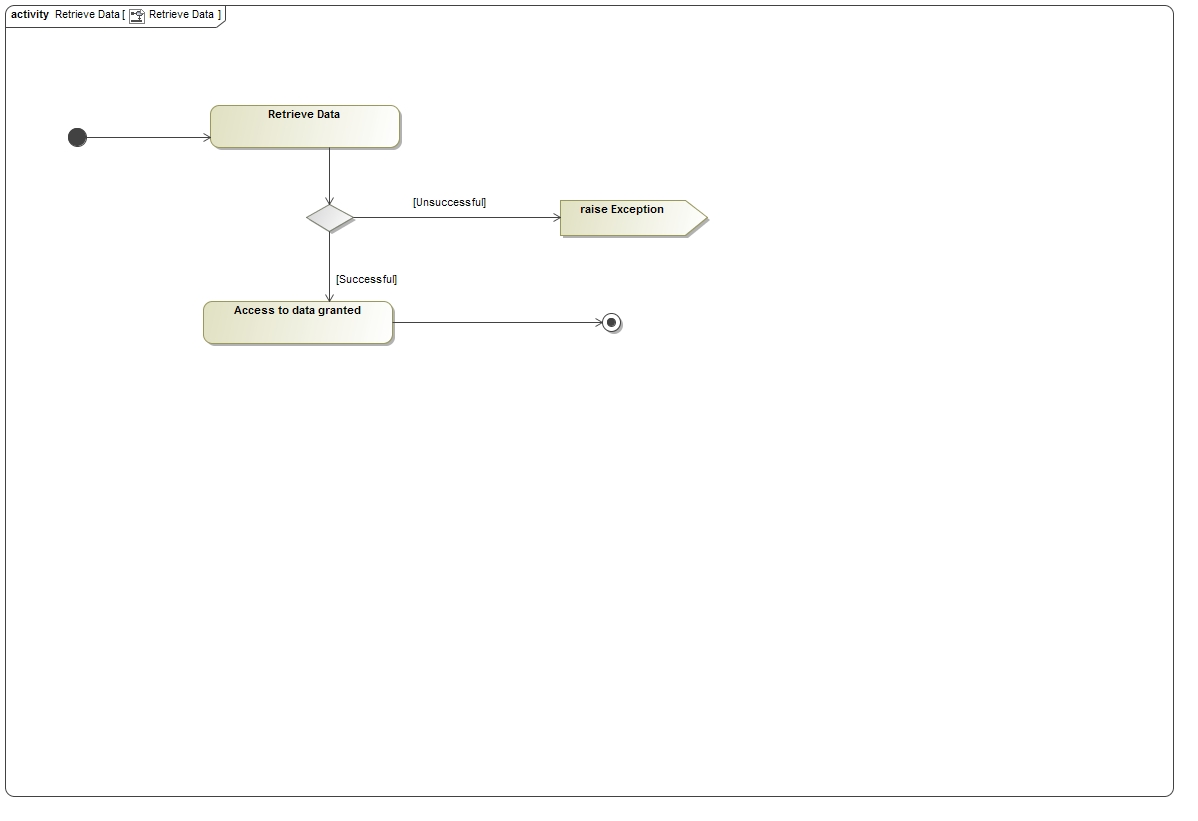 activity Retrieve Data [ Retrieve Data ]
Retrieve Data
[Unsuccessful]
raise Exception
[Successful]
Access to data granted